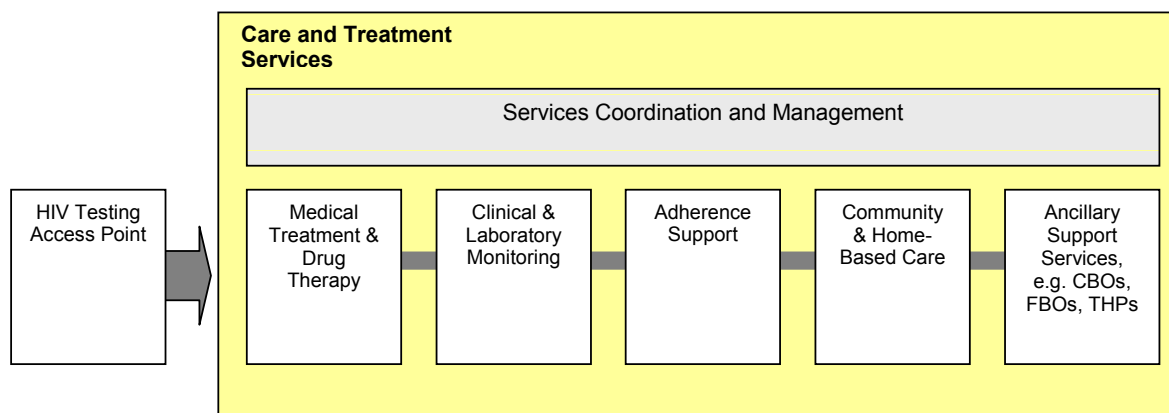 Care and Treatment
Services
Services Coordination and Management
HIV Testing
Access Point
Medical
Treatment &
Drug
Therapy
Clinical &
Laboratory
Monitoring
Adherence
Support
Community
& Home-
Based Care
Ancillary
Support
Services,
e.g. CBOs,
FBOs, THPs